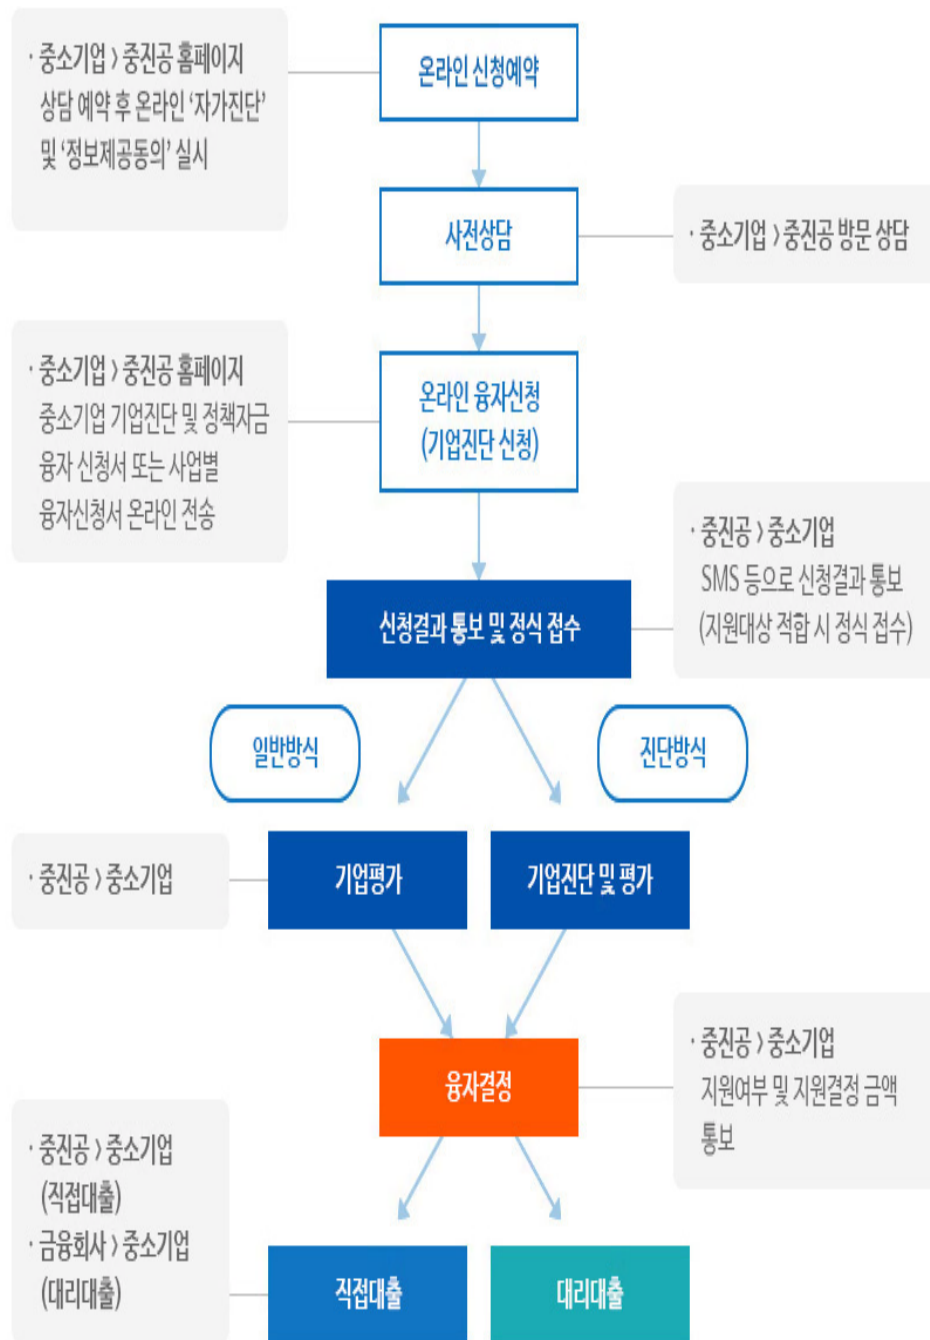 · 중소기업 > 중진공 홈페이지
상담 예약 후 온라인 ‘자가진단’
및 ‘정보제공동의’ 실시
온라인 신청예약
사전상담
· 중소기업 > 중진공 방문 상담
· 중소기업 > 중진공 홈페이지
중소기업 기업진단 및 정책자금
융자 신청서 또는 사업별
융자신청서 온라인 전송
온라인 융자신청
(기업진단 신청)
신청결과 통보 및 정식 접수
· 중진공 > 중소기업
SMS 등으로 신청결과 통보
(지원대상 적합 시 정식 접수)
일반방식
진단방식
· 중진공 > 중소기업
기업평가
기업진단 및 평가
융자결정
· 중진공 > 중소기업
지원여부 및 지원결정 금액
통보
· 중진공 > 중소기업
(직접대출)
· 금융회사 > 중소기업
(대리대출)
직접대출
대리대출